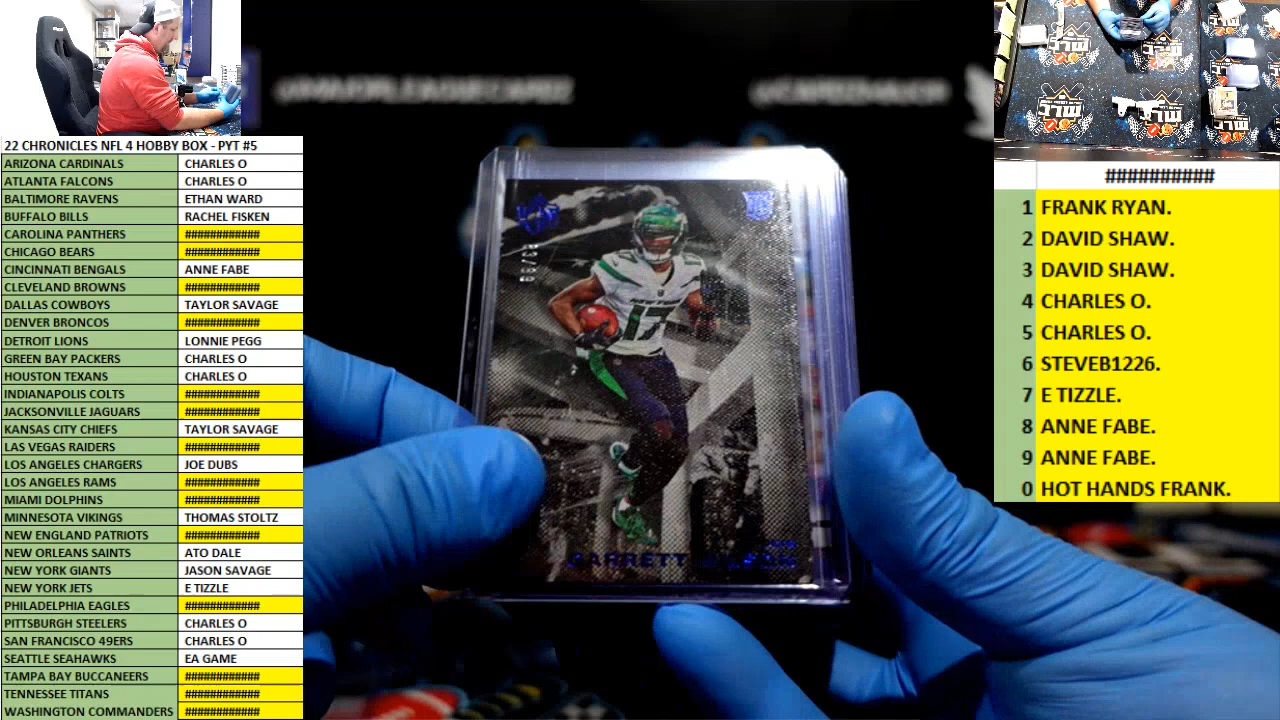 22 CHRONICLES NFL 4 HOBBY BOX - PYT #5
ARIZONA CARDINALS CHARLES O
ATLANTA FALCONS CHARLES O
BALTIMORE RAVENS ETHAN WARD
BUFFALO BILLS RACHEL FISKEN
CAROLINA PANTHERS ############
CHICAGO BEARS ############
CINCINNATI BENGALS ANNE FABE
CLEVELAND BROWNS ############
DALLAS COWBOYS TAYLOR SAVAGE
DENVER BRONCOS ############
DETROIT LIONS LONNIE PEGG
GREEN BAY PACKERS CHARLES O
HOUSTON TEXANS CHARLES O
INDIANAPOLIS COLTS ############
JACKSONVILLE JAGUARS ############
KANSAS CITY CHIEFS TAYLOR SAVAGE
LAS VEGAS RAIDERS ############
LOS ANGELES CHARGERS JOE DUBS
LOS ANGELES RAMS ############
MIAMI DOLPHINS ############
MINNESOTA VIKINGS THOMAS STOLTZ
NEW ENGLAND PATRIOTS ############
NEW ORLEANS SAINTS ATO DALE
NEW YORK GIANTS JASON SAVAGE
NEW YORK JETS E TIZZLE
PHILADELPHIA EAGLES ############
PITTSBURGH STEELERS CHARLES O
SAN FRANCISCO 49ERS CHARLES O
SEATTLE SEAHAWKS EA GAME
TAMPA BAY BUCCANEERS ############
TENNESSEE TITANS ############
WASHINGTON COMMANDERS ############
@MAJORLEAGUECARDZ
@CARDZMAJOR
17
NEW YORK
17
GARRETT
##########
1 FRANK RYAN.
2 DAVID SHAW.
3 DAVID SHAW.
4 CHARLES O.
5 CHARLES O.
6 STEVEB1226.
7 E TIZZLE.
8 ANNE FABE.
9 ANNE FABE.
0 HOT HANDS FRANK.